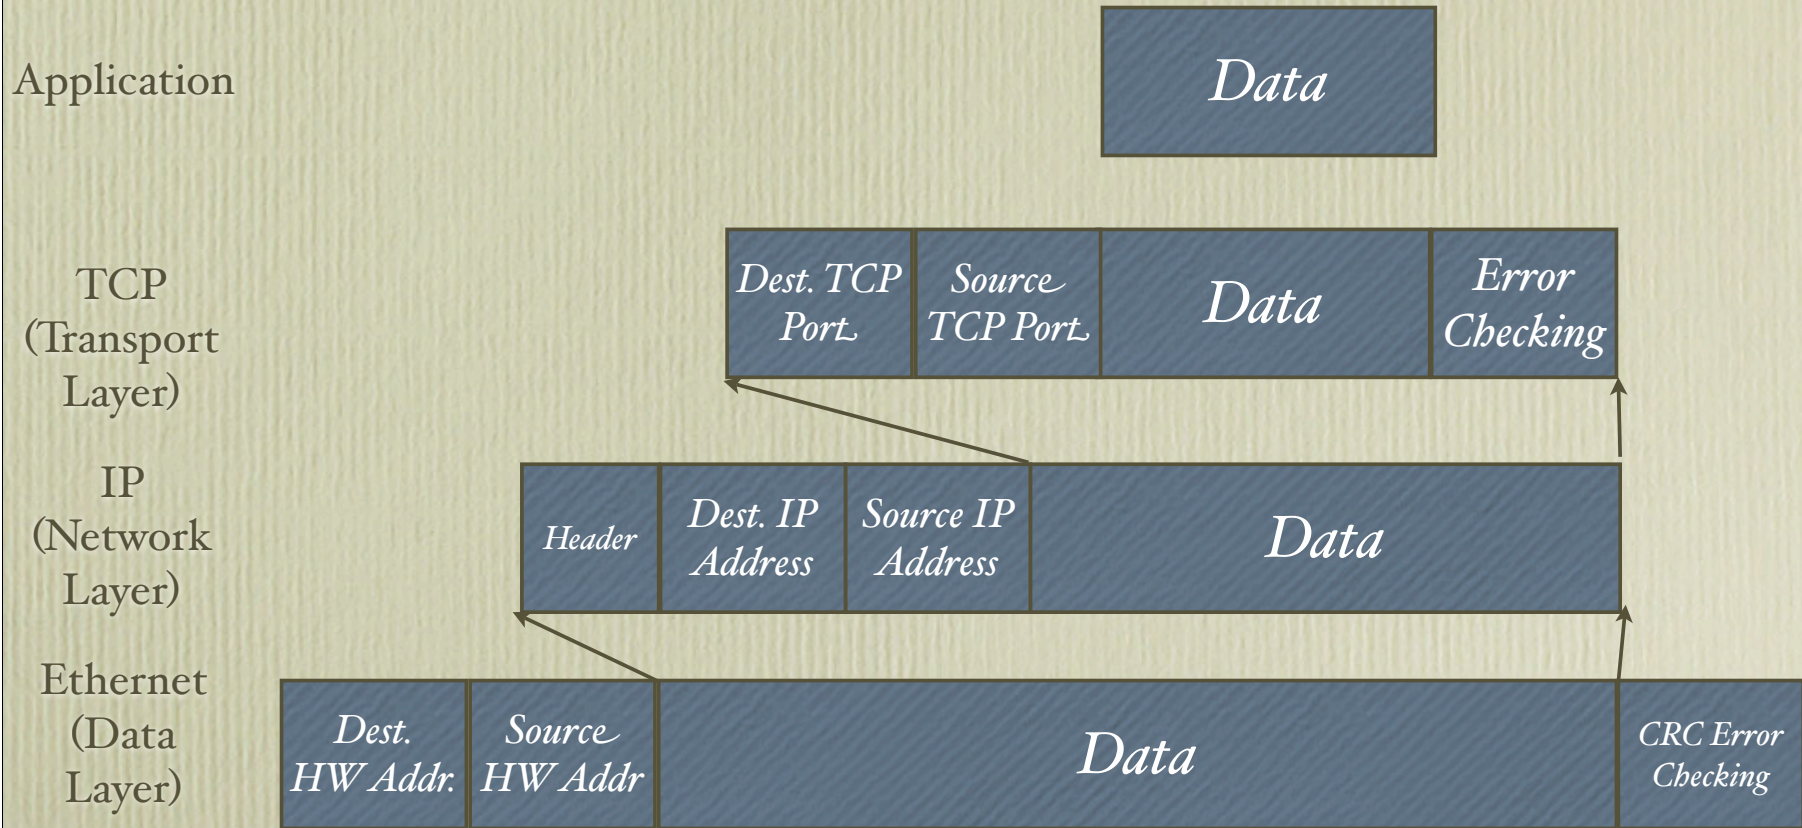 Application
Data
TCP
(Transport
Layer)
Dest. TCP
Port
Source
TCP Port
Data
Error
Checking
IP
(Network
Layer)
Header
Dest. IP
Address
Source IP
Address
Data
Ethernet
(Data
Layer)
Dest.
HW Addr.
Source
HW Addr
Data
CRC Error
Checking